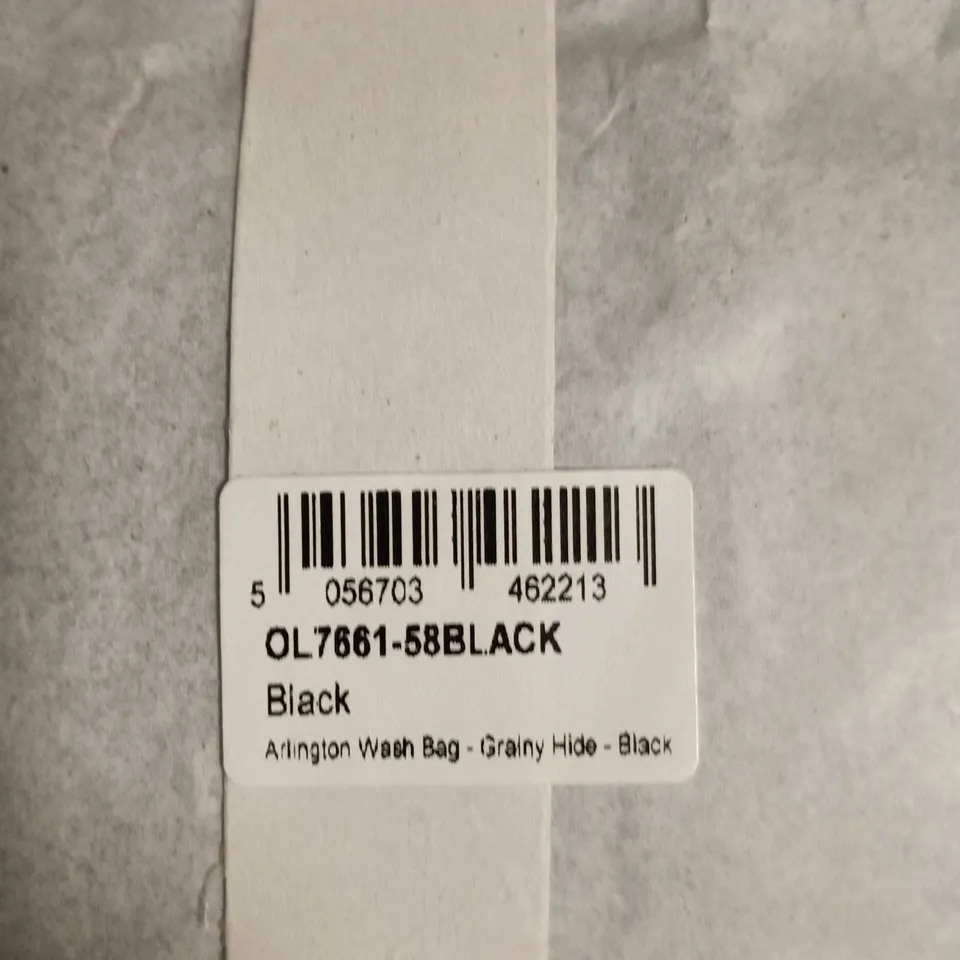 5 056703 462213
OL7661-58BLACK
Black
Arlington Wash Bag - Grainy Hide - Black